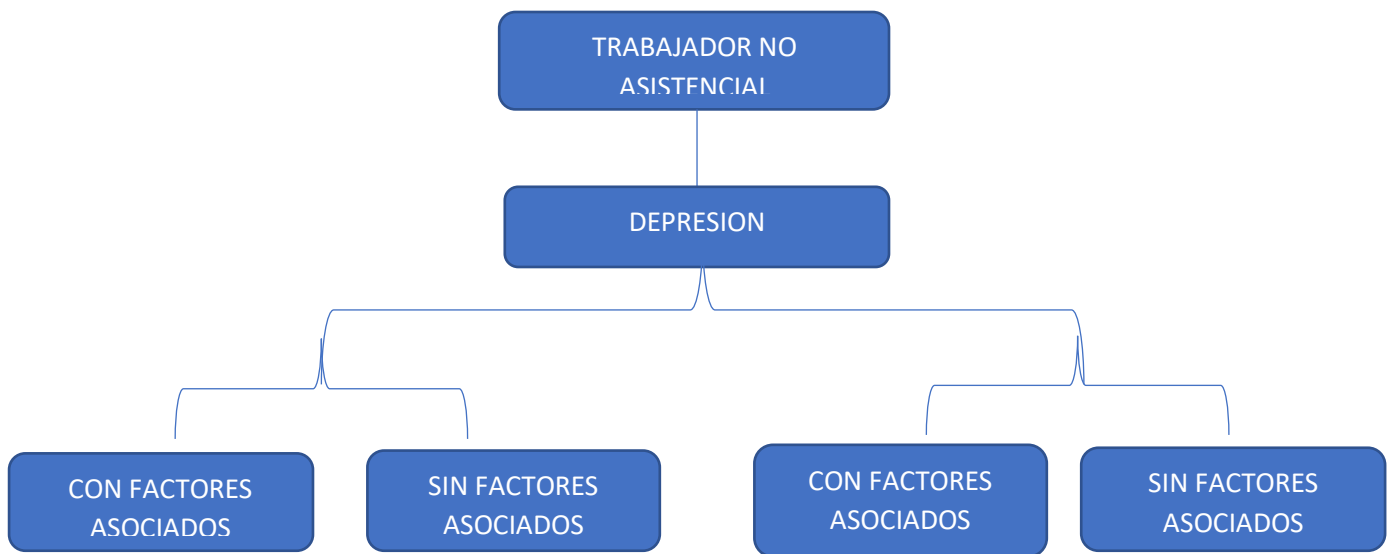 TRABAJADOR NO
ASISTENCIAL
DEPRESION
CON FACTORES
ASOCIADOS
SIN FACTORES
ASOCIADOS
CON FACTORES
ASOCIADOS
SIN FACTORES
ASOCIADOS